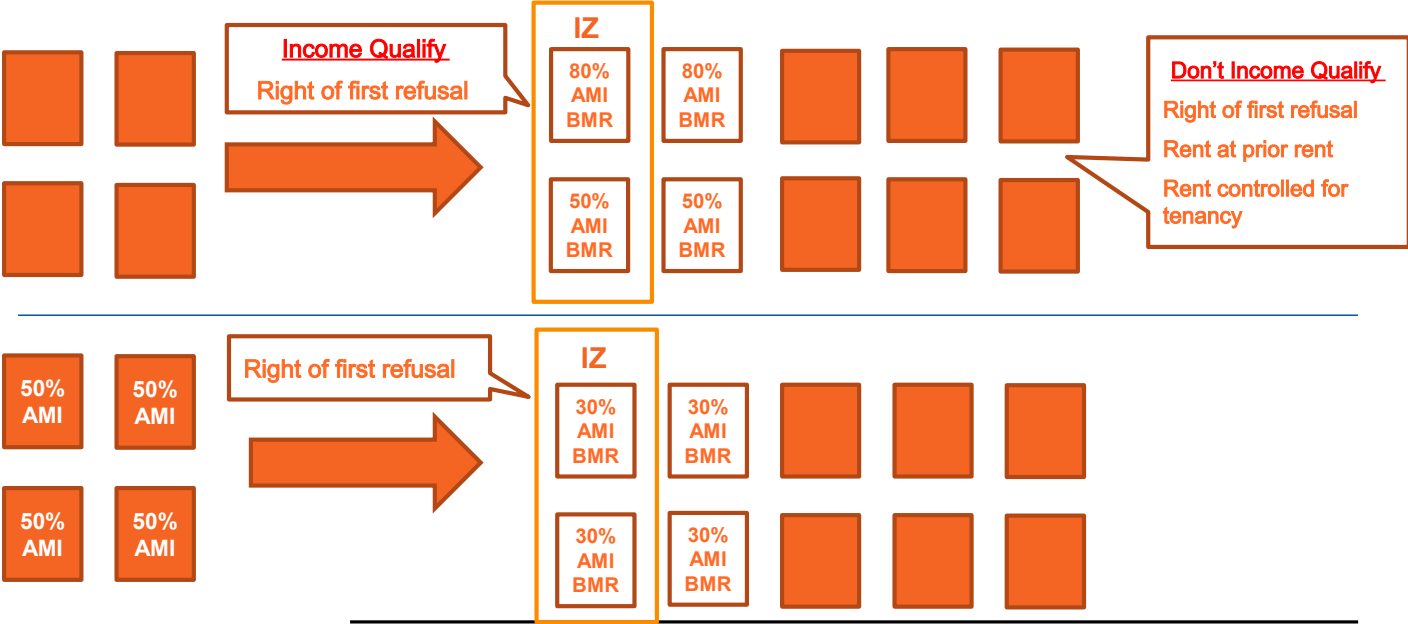 Income Qualify
Right of first refusal
IZ
80%
AMI
BMR
80%
AMI
BMR
50%
AMI
BMR
50%
AMI
BMR
Don't Income Qualify
Right of first refusal
Rent at prior rent
Rent controlled for
tenancy
50%
AMI
50%
AMI
50%
AMI
50%
AMI
Right of first refusal
IZ
30%
AMI
BMR
30%
AMI
BMR
30%
AMI
BMR
30%
AMI
BMR